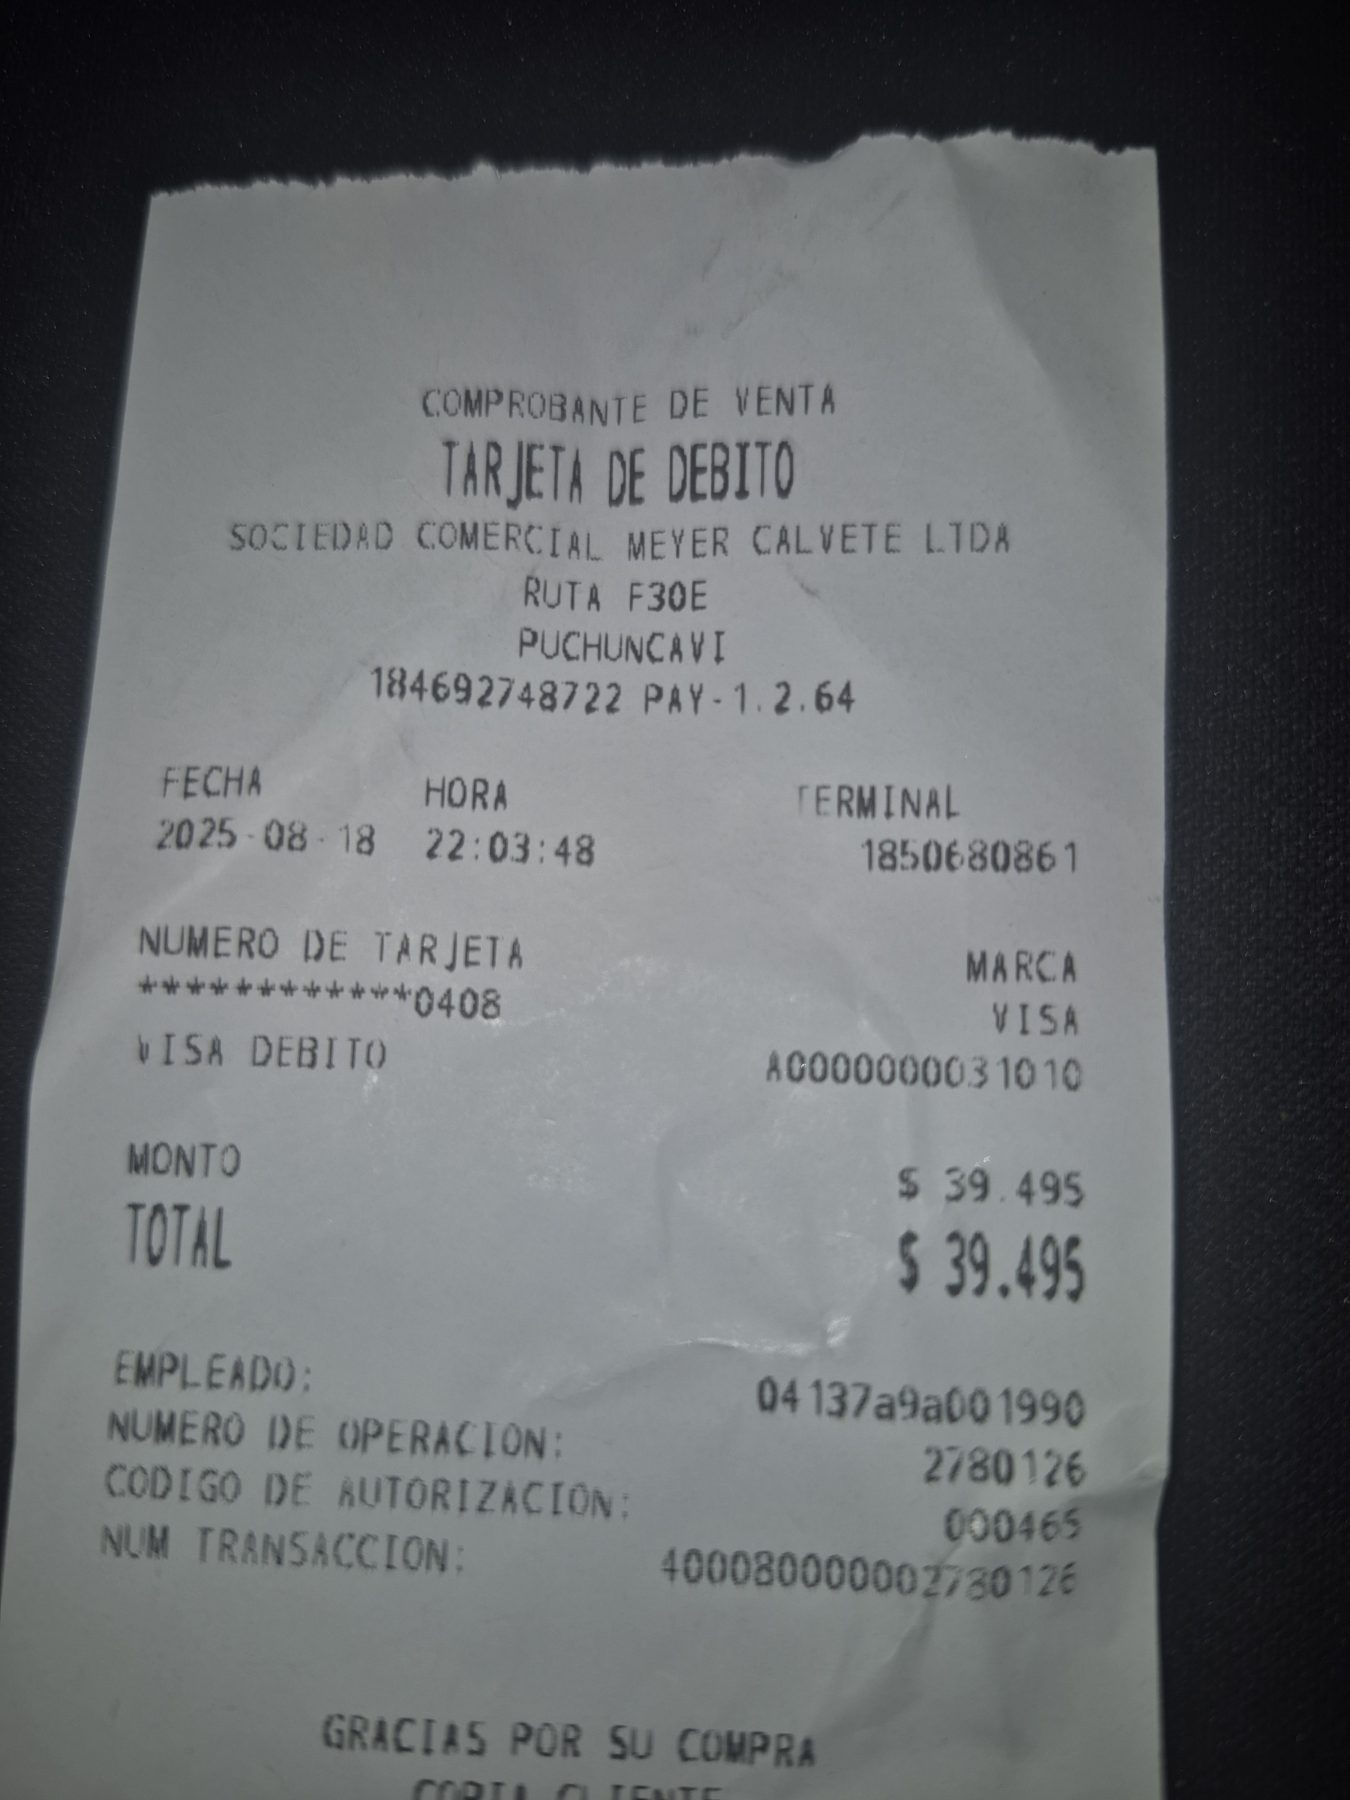 COMPROBANTE DE VENTA
TARJETA DE DEBITO
SOCIEDAD COMERCIAL MEYER CALVETE LTDA
RUTA F30E
PUCHUNCAVI
184692748722 PAY-1.2.64
FECHA HORA TERMINAL
2025-08-18 22:03:48 1850680861
NUMERO DE TARJETA MARCA
************0408 VISA
VISA DEBITO A0000000031010
MONTO $ 39.495
TOTAL $ 39.495
EMPLEADO: 04137a9a001990
NUMERO DE OPERACION: 2780126
CODIGO DE AUTORIZACION: 000465
NUM TRANSACCION: 400080000002780126
GRACIAS POR SU COMPRA
COPIA CLIENTE